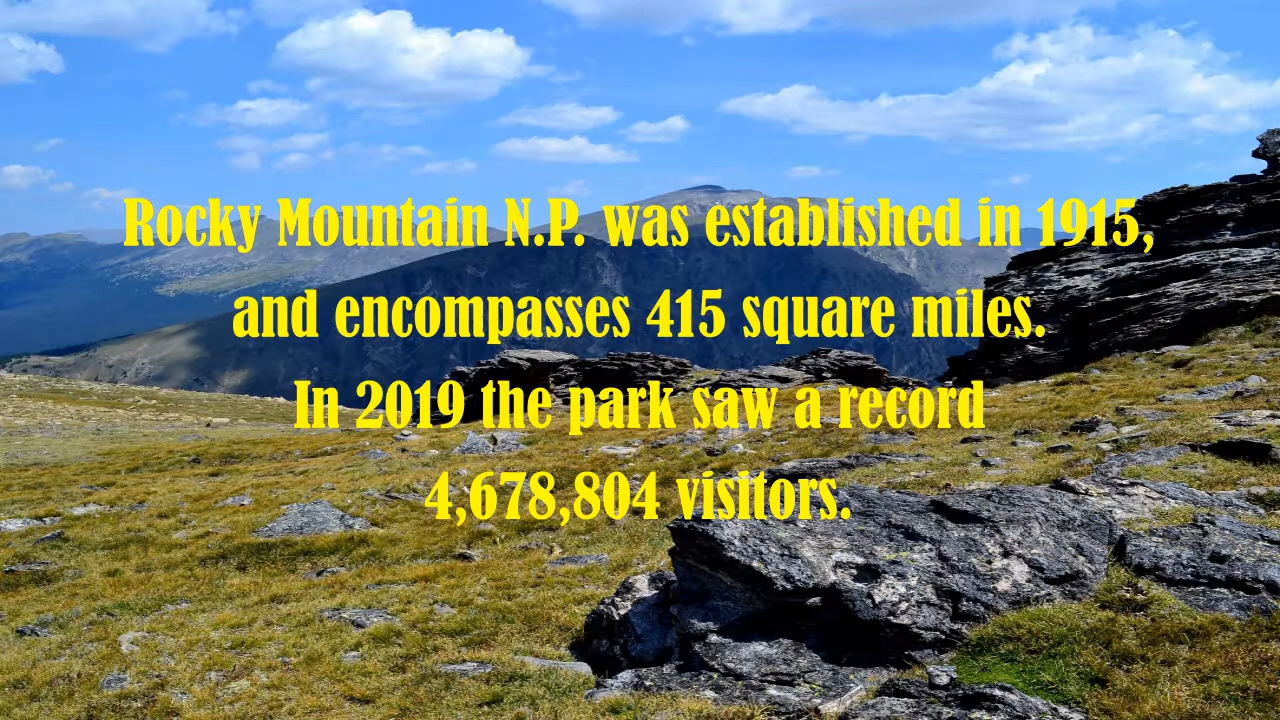 Rocky Mountain N.P. was established in 1915,
and encompasses 415 square miles.
In 2019 the park saw a record
4,678,804 visitors.